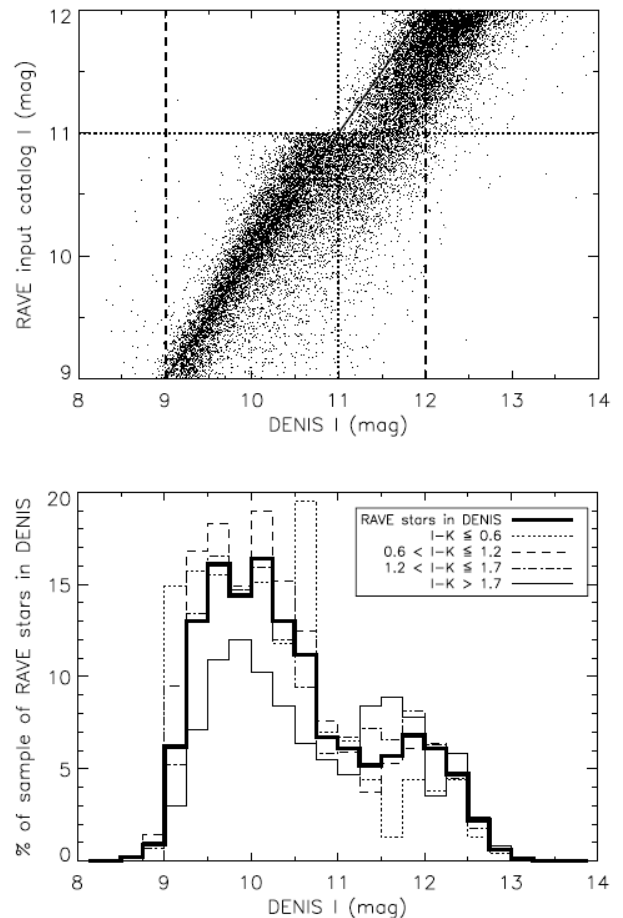 12
11
10
9
RAVE input catalog I (mag)
8 9 10 11 12 13 14
DENIS I (mag)
20
15
10
5
0
% of sample of RAVE stars in DENIS
RAVE stars in DENIS
I-K ≦ 0.6
0.6 < I-K ≦ 1.2
1.2 < I-K ≦ 1.7
I-K > 1.7
8 9 10 11 12 13 14
DENIS I (mag)